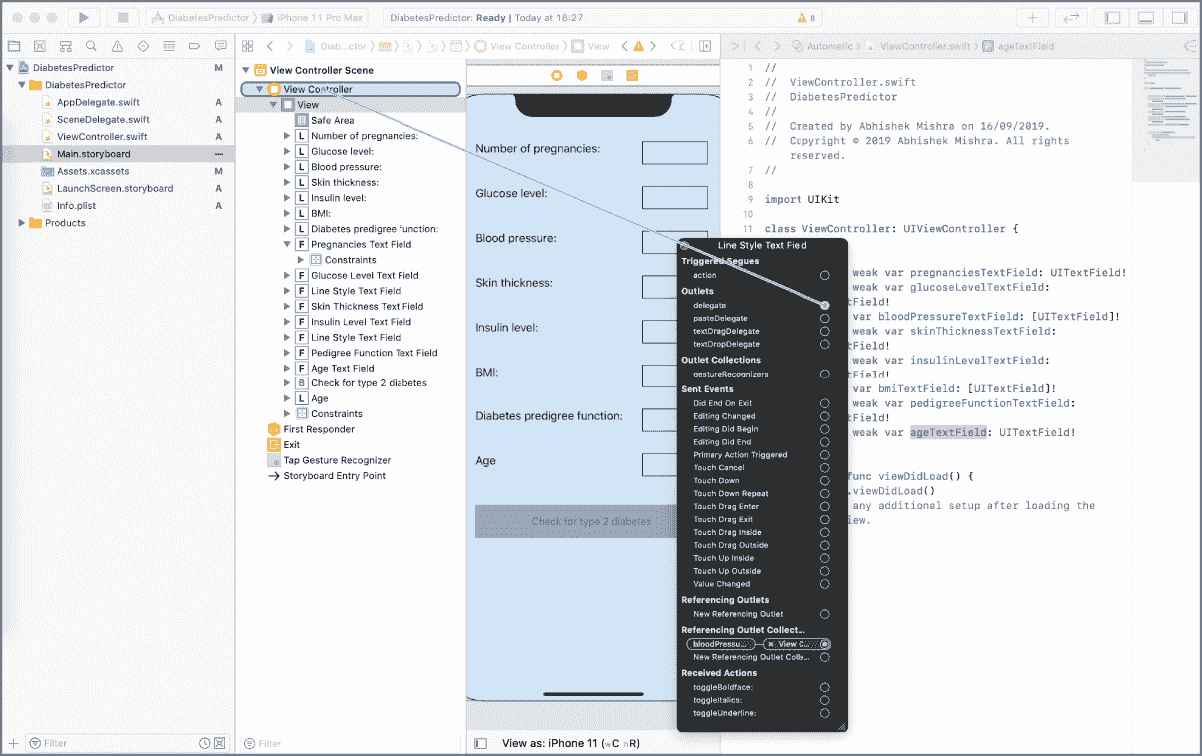 DiabetesPredictor
iPhone 11 Pro Max
DiabetesPredictor: Ready | Today at 18:27
8
Diab...ctor
View Controller
View
Automatic
ViewController.swift
ageTextField
DiabetesPredictor M
DiabetesPredictor
AppDelegate.swift A
SceneDelegate.swift A
ViewController.swift A
Main.storyboard
Assets.xcassets M
LaunchScreen.storyboard A
Info.plist A
Products
Filter
View Controller Scene
View Controller
View
Safe Area
L Number of pregnancies:
L Glucose level:
L Blood pressure:
L Skin thickness:
L Insulin level:
L BMI:
L Diabetes predigree function:
F Pregnancies Text Field
Constraints
F Glucose Level Text Field
F Line Style Text Field
F Skin Thickness Text Field
F Insulin Level Text Field
F Line Style Text Field
F Pedigree Function Text Field
F Age Text Field
B Check for type 2 diabetes
L Age
Constraints
First Responder
Exit
Tap Gesture Recognizer
Storyboard Entry Point
Filter
Number of pregnancies:
Glucose level:
Blood pressure:
Skin thickness:
Insulin level:
BMI:
Diabetes predigree function:
Age
Check for type 2 diabetes
View as: iPhone 11 (wC hR)
Line Style Text Field
Triggered Segues
action
Outlets
delegate
pasteDelegate
textDragDelegate
textDropDelegate
Outlet Collections
gestureRecognizers
Sent Events
Did End On Exit
Editing Changed
Editing Did Begin
Editing Did End
Primary Action Triggered
Touch Cancel
Touch Down
Touch Down Repeat
Touch Drag Enter
Touch Drag Exit
Touch Drag Inside
Touch Drag Outside
Touch Up Inside
Touch Up Outside
Value Changed
Referencing Outlets
New Referencing Outlet
Referencing Outlet Collect...
bloodPressu... × View C...
New Referencing Outlet Colle...
Received Actions
toggleBoldface:
toggleItalics:
toggleUnderline:
1 //
2 // ViewController.swift
3 // DiabetesPredictor
4 //
5 // Created by Abhishek Mishra on 16/09/2019.
6 // Copyright © 2019 Abhishek Mishra. All rights
reserved.
7 //
8
9 import UIKit
10
11 class ViewController: UIViewController {
weak var pregnanciesTextField: UITextField!
weak var glucoseLevelTextField:
tField!
var bloodPressureTextField: [UITextField]!
weak var skinThicknessTextField:
tField!
weak var insulinLevelTextField:
tField!
var bmiTextField: [UITextField]!
weak var pedigreeFunctionTextField:
tField!
weak var ageTextField: UITextField!
func viewDidLoad() {
.viewDidLoad()
any additional setup after loading the
iew.